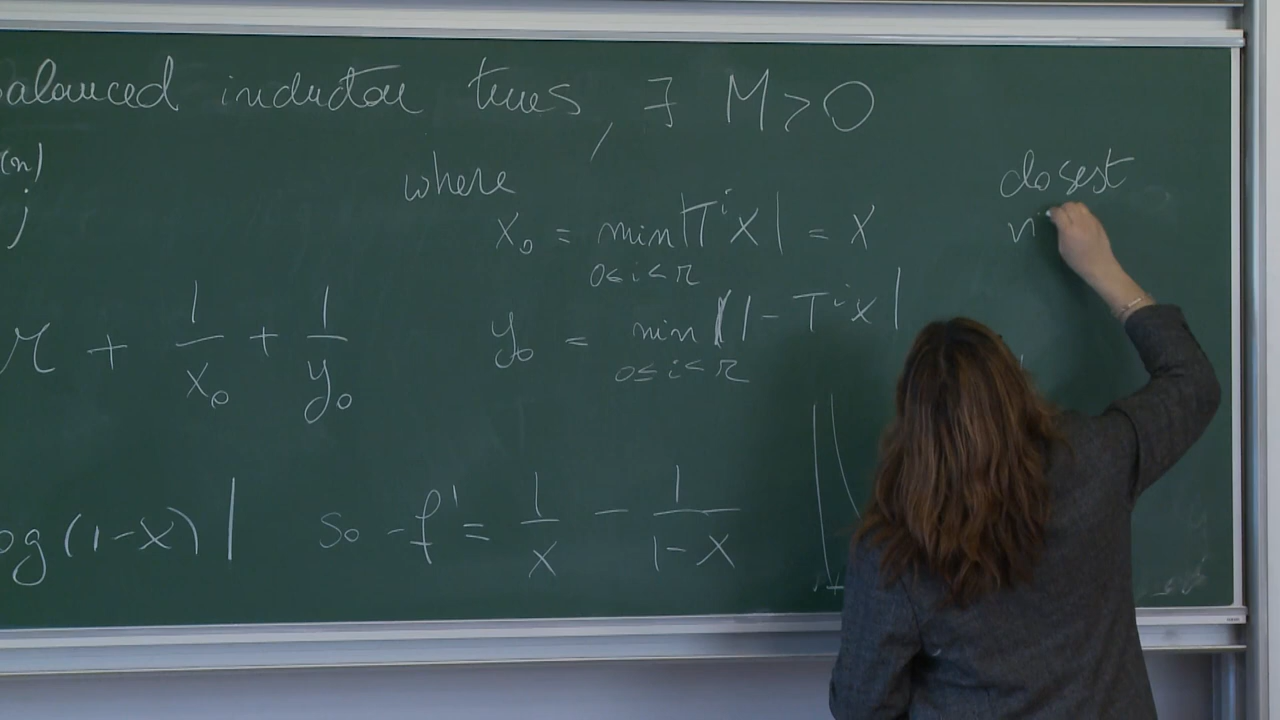 alanced induction times, ∃ M > 0
(n)
j
where
x₀ = min |Tⁱx| = x
0≤i<r
closest
r + 1/x₀ + 1/y₀
y₀ = min |1 - Tⁱx|
0≤i<r
og(1-x)| so -f' = 1/x - 1/(1-x)